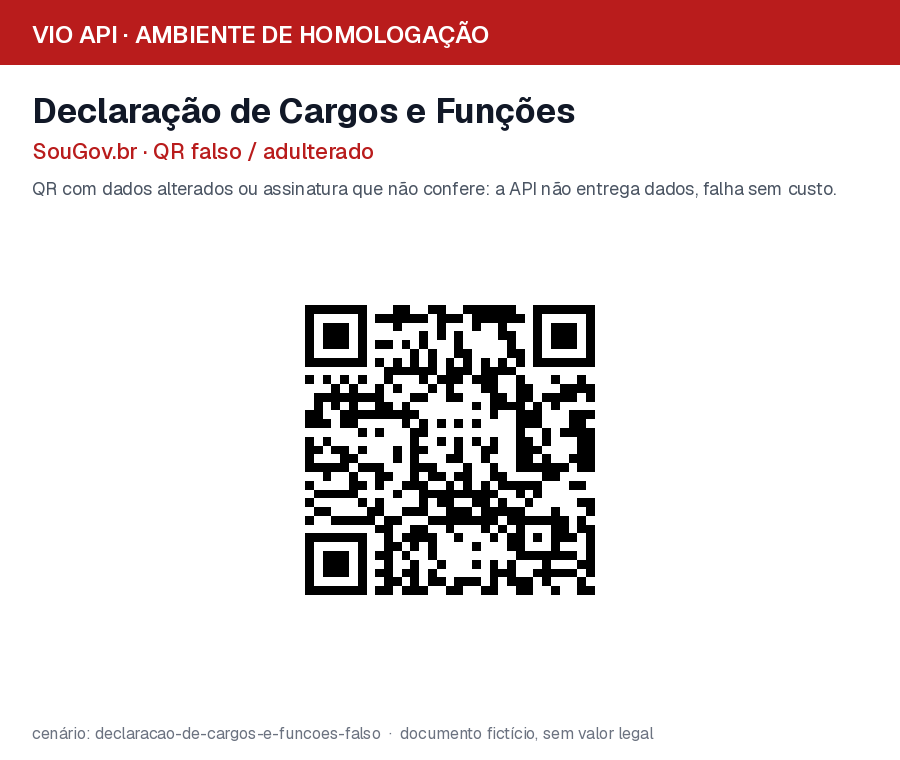 VIO API · AMBIENTE DE HOMOLOGAÇÃO
Declaração de Cargos e Funções
SouGov.br · QR falso / adulterado
QR com dados alterados ou assinatura que não confere: a API não entrega dados, falha sem custo.
cenário: declaracao-de-cargos-e-funcoes-falso · documento fictício, sem valor legal